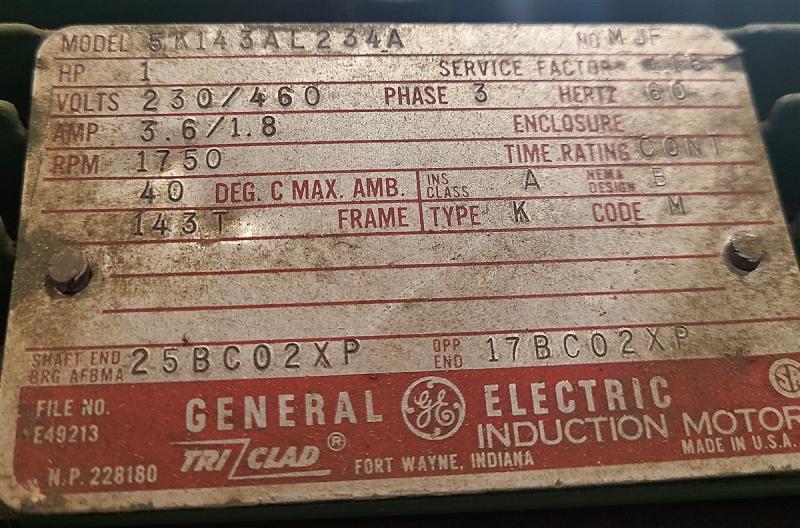 MODEL 5K143AL234A NO MJF
HP 1 SERVICE FACTOR
VOLTS 230/460 PHASE 3 HERTZ 60
AMP 3.6/1.8 ENCLOSURE
RPM 1750 TIME RATING CONT
40 DEG. C MAX. AMB. INS CLASS A NEMA DESIGN B
143T FRAME TYPE K CODE M
SHAFT END BRG AFBMA 25BC02XP OPP END 17BC02XP
FILE NO. GENERAL GE ELECTRIC SA
E49213 INDUCTION MOTOR
TRI CLAD ® FORT WAYNE, INDIANA MADE IN U.S.A.
N.P. 228180